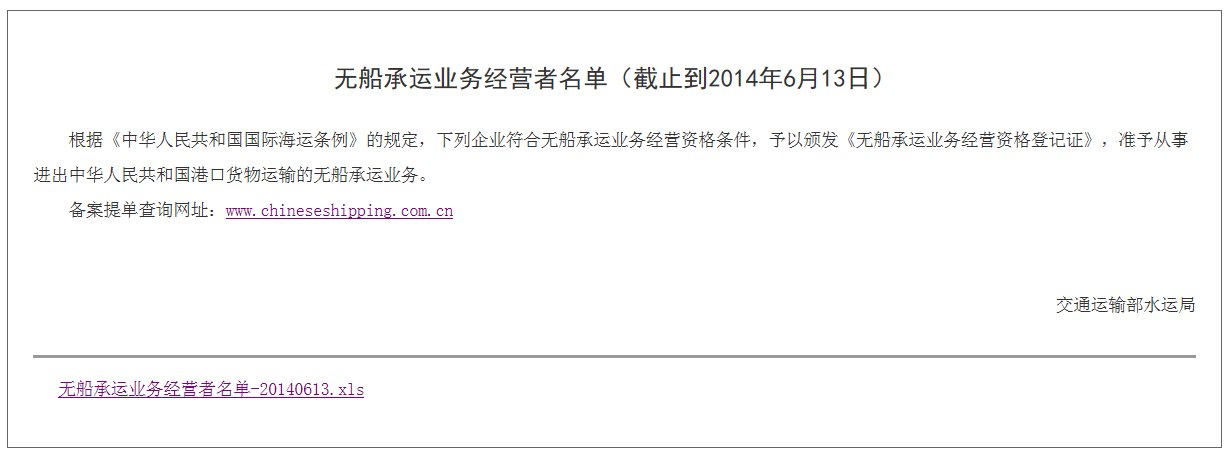 无船承运业务经营者名单（截止到2014年6月13日）
根据《中华人民共和国国际海运条例》的规定，下列企业符合无船承运业务经营资格条件，予以颁发《无船承运业务经营资格登记证》，准予从事
进出中华人民共和国港口货物运输的无船承运业务。
备案提单查询网址：www.chineseshipping.com.cn
交通运输部水运局
无船承运业务经营者名单-20140613.xls